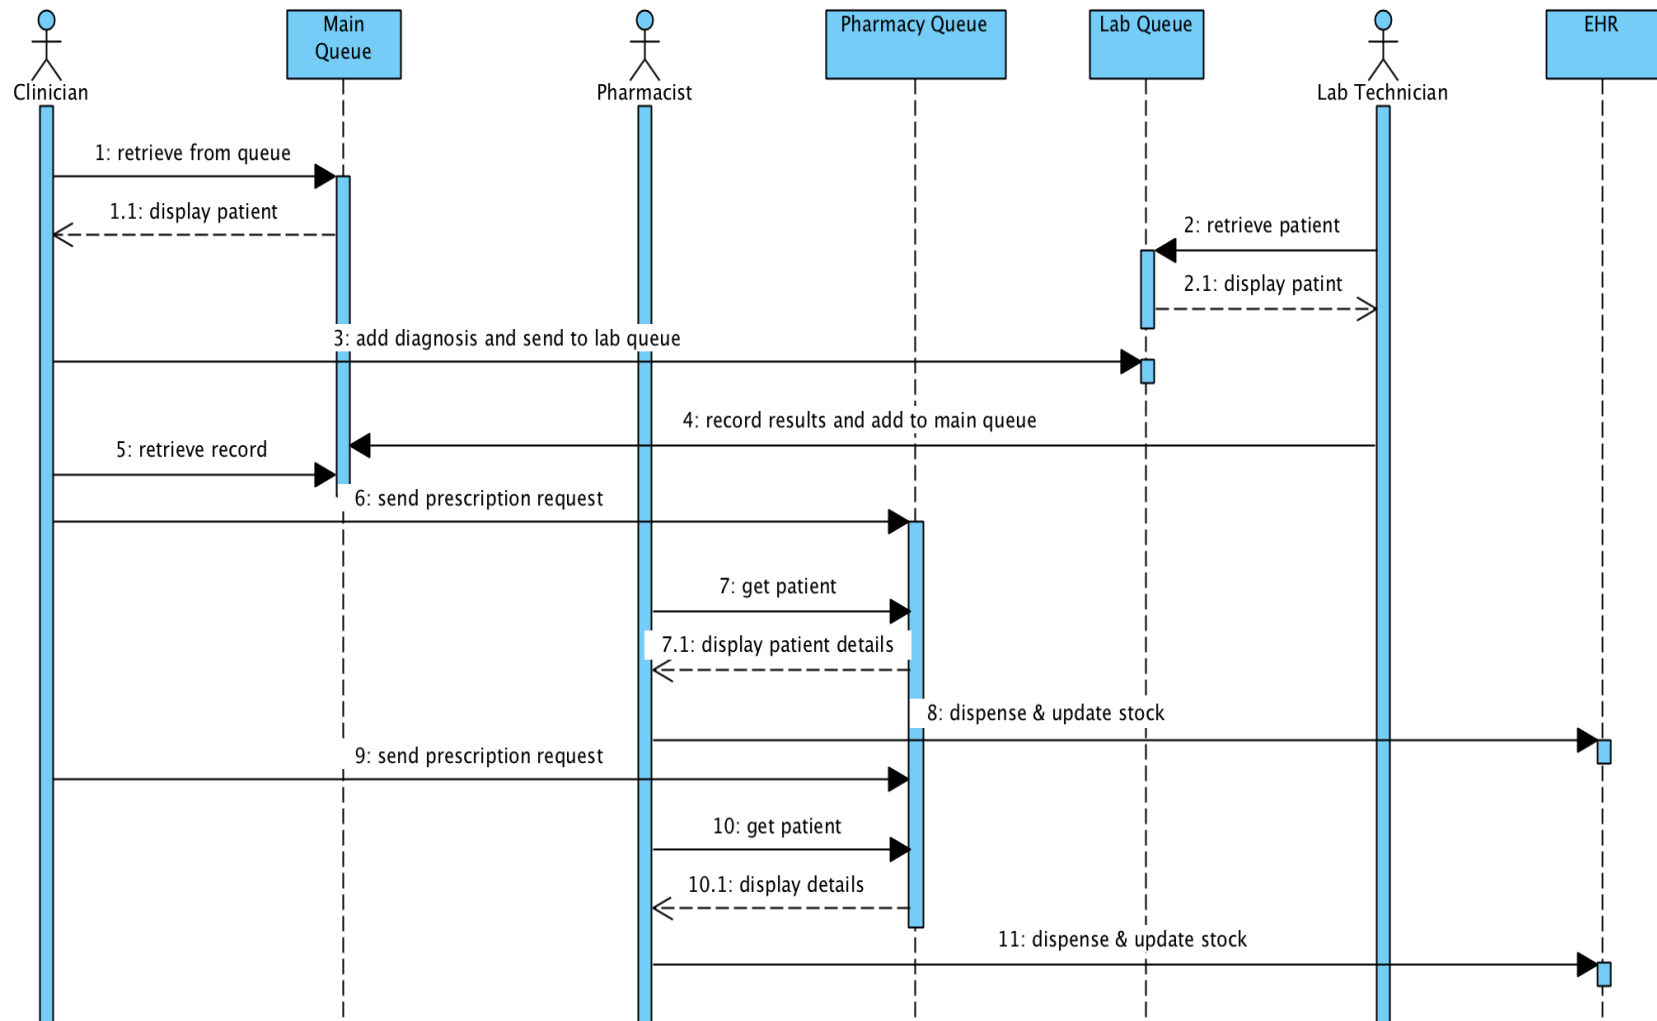 Main
Queue
Pharmacy Queue
Lab Queue
EHR
Clinician
Pharmacist
Lab Technician
1: retrieve from queue
1.1: display patient
2: retrieve patient
2.1: display patint
3: add diagnosis and send to lab queue
4: record results and add to main queue
5: retrieve record
6: send prescription request
7: get patient
7.1: display patient details
8: dispense & update stock
9: send prescription request
10: get patient
10.1: display details
11: dispense & update stock